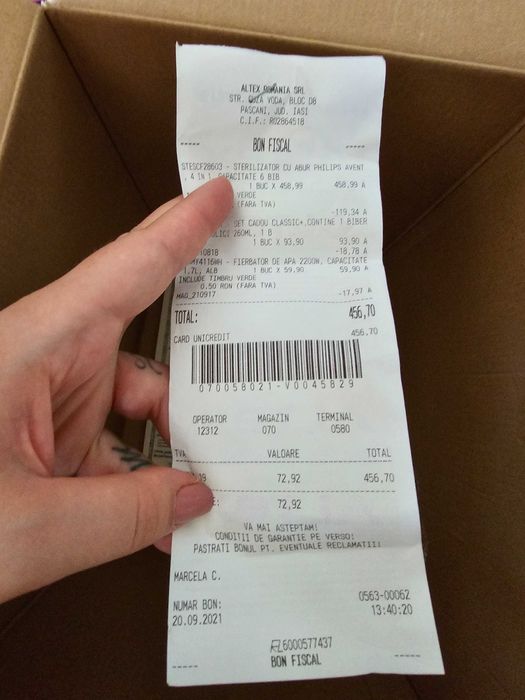 ALTEX ROMANIA SRL
STR. CUZA VODA, BLOC D8
PASCANI, JUD. IASI
C.I.F.: RO2864518
----- BON FISCAL -----
STESCF28603 - STERILIZATOR CU ABUR PHILIPS AVENT
, 4 IN 1, CAPACITATE 6 BIB
1 BUC X 458,99 458,99 A
VERDE
(FARA TVA)
-119,34 A
SET CADOU CLASSIC+,CONTINE 1 BIBER
260ML, 1 B
1 BUC X 93,90 93,90 A
-18,78 A
- FIERBATOR DE APA 2200W, CAPACITATE
1.7L, ALB 1 BUC X 59,90 59,90 A
INCLUDE TIMBRU VERDE
0.50 RON (FARA TVA)
MAG_210917 -17,97 A
TOTAL: 456,70
CARD UNICREDIT 456,70
070058021-V0045829
OPERATOR MAGAZIN TERMINAL
12312 070 0580
TVA VALOARE TOTAL
72,92 456,70
72,92
VA MAI ASTEPTAM!
CONDITII DE GARANTIE PE VERSO!
PASTRATI BONUL PT. EVENTUALE RECLAMATII!
MARCELA C.
0563-00062
NUMAR BON: 13:40:20
20.09.2021
6000577437
----- BON FISCAL -----